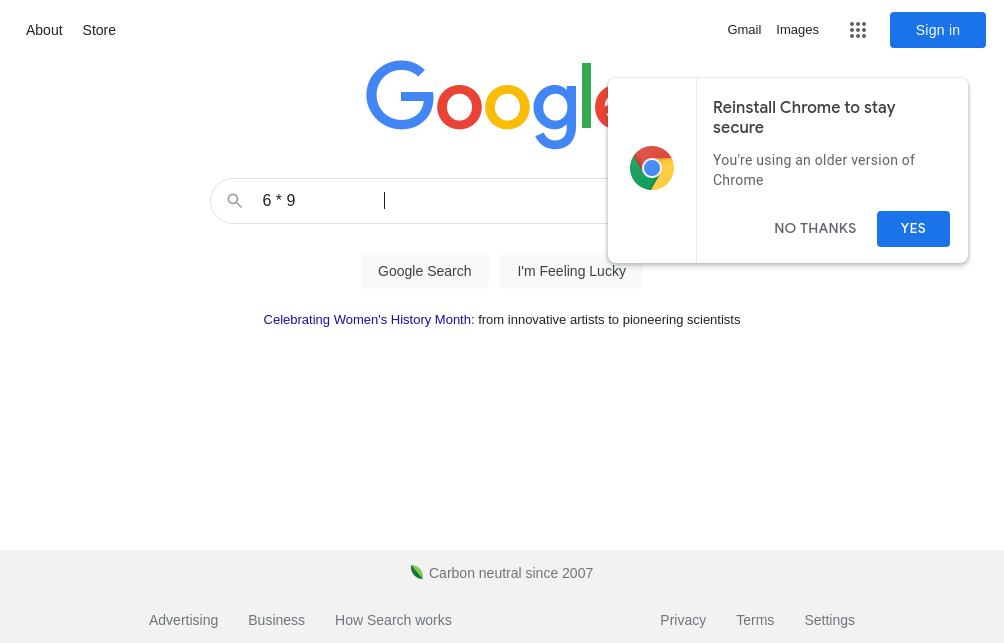 About Store Gmail Images Sign in
Google
Reinstall Chrome to stay
secure
You're using an older version of
Chrome
NO THANKS YES
6 * 9
Google Search I'm Feeling Lucky
Celebrating Women's History Month: from innovative artists to pioneering scientists
Carbon neutral since 2007
Advertising Business How Search works Privacy Terms Settings